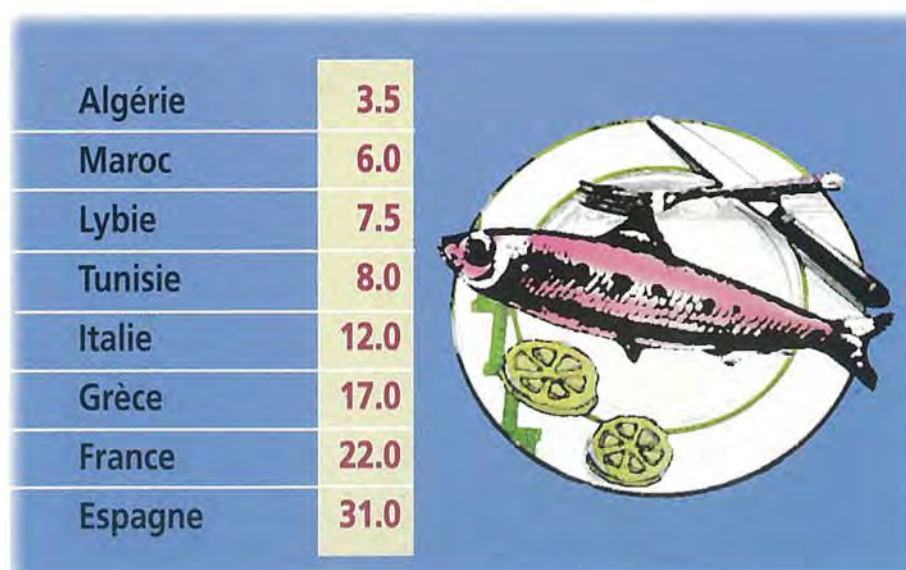 Algérie 3.5
Maroc 6.0
Lybie 7.5
Tunisie 8.0
Italie 12.0
Grèce 17.0
France 22.0
Espagne 31.0